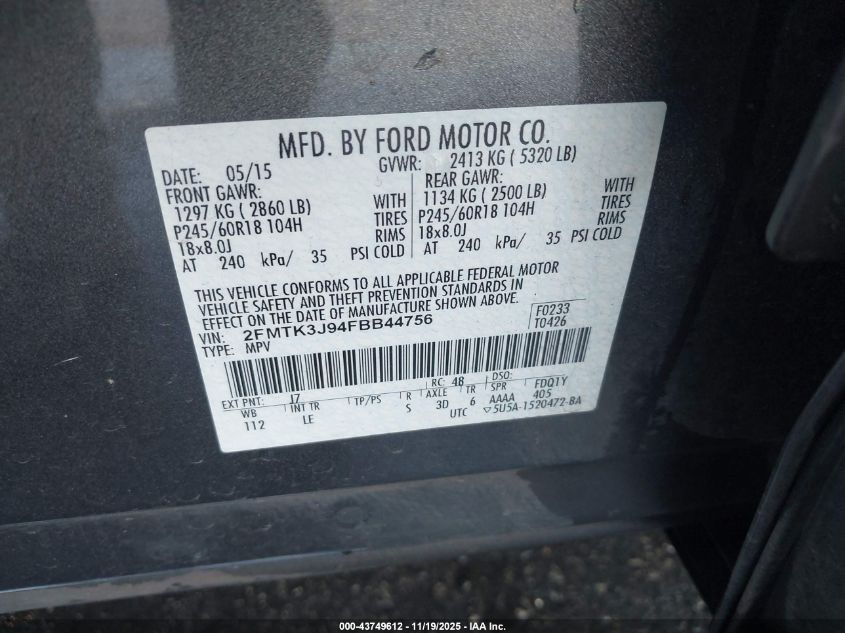 MFD. BY FORD MOTOR CO.
DATE: 05/15 GVWR: 2413 KG ( 5320 LB)
FRONT GAWR: REAR GAWR:
1297 KG ( 2860 LB) WITH 1134 KG ( 2500 LB) WITH
P245/60R18 104H TIRES P245/60R18 104H TIRES
18x8.0J RIMS 18x8.0J RIMS
AT 240 kPa/ 35 PSI COLD AT 240 kPa/ 35 PSI COLD
THIS VEHICLE CONFORMS TO ALL APPLICABLE FEDERAL MOTOR
VEHICLE SAFETY AND THEFT PREVENTION STANDARDS IN
EFFECT ON THE DATE OF MANUFACTURE SHOWN ABOVE.
VIN: 2FMTK3J94FBB44756 F0233
TYPE: MPV T0426
EXT PNT: J7 RC: 48 DSO: FDQ1Y
WB INT TR TP/PS R AXLE TR SPR 405
112 LE S 3D 6 AAAA
UTC ▽5U5A-1520472-BA
000-43749612 - 11/19/2025 - IAA Inc.